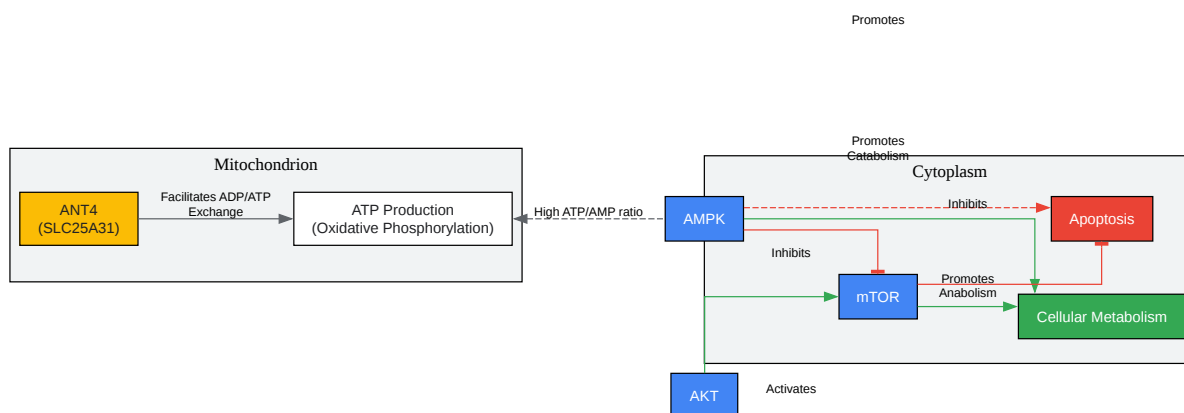 Promotes
Promotes
Catabolism
Mitochondrion
Cytoplasm
ANT4
(SLC25A31)
Facilitates ADP/ATP
Exchange
ATP Production
(Oxidative Phosphorylation)
High ATP/AMP ratio
AMPK
Inhibits
Apoptosis
Inhibits
mTOR
Promotes
Anabolism
Cellular Metabolism
AKT
Activates